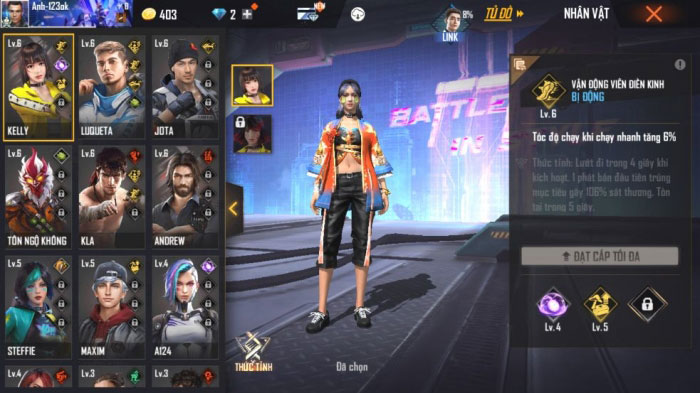 Anh-123ok
403
2
8%
LINK
TỦ ĐỒ
NHÂN VẬT
Lv.6
KELLY
Lv.6
LUQUETA
Lv.6
JOTA
Lv.6
TÔN NGỘ KHÔNG
Lv.6
KLA
Lv.6
ANDREW
Lv.5
STEFFIE
Lv.5
MAXIM
Lv.5
A124
Lv.4
Lv.3
Lv.3
BATTLE
IN S
THỨC TỈNH
Đã chọn
VẬN ĐỘNG VIÊN ĐIỀN KINH
BỊ ĐỘNG
Lv. 6
Tốc độ chạy khi chạy nhanh tăng 6%
Thức tỉnh: Lướt đi trong 4 giây khi
kích hoạt. 1 phát bắn đầu tiên trúng
mục tiêu gây 106% sát thương. Tồn
tại trong 5 giây.
ĐẠT CẤP TỐI ĐA
Lv. 4
Lv. 5